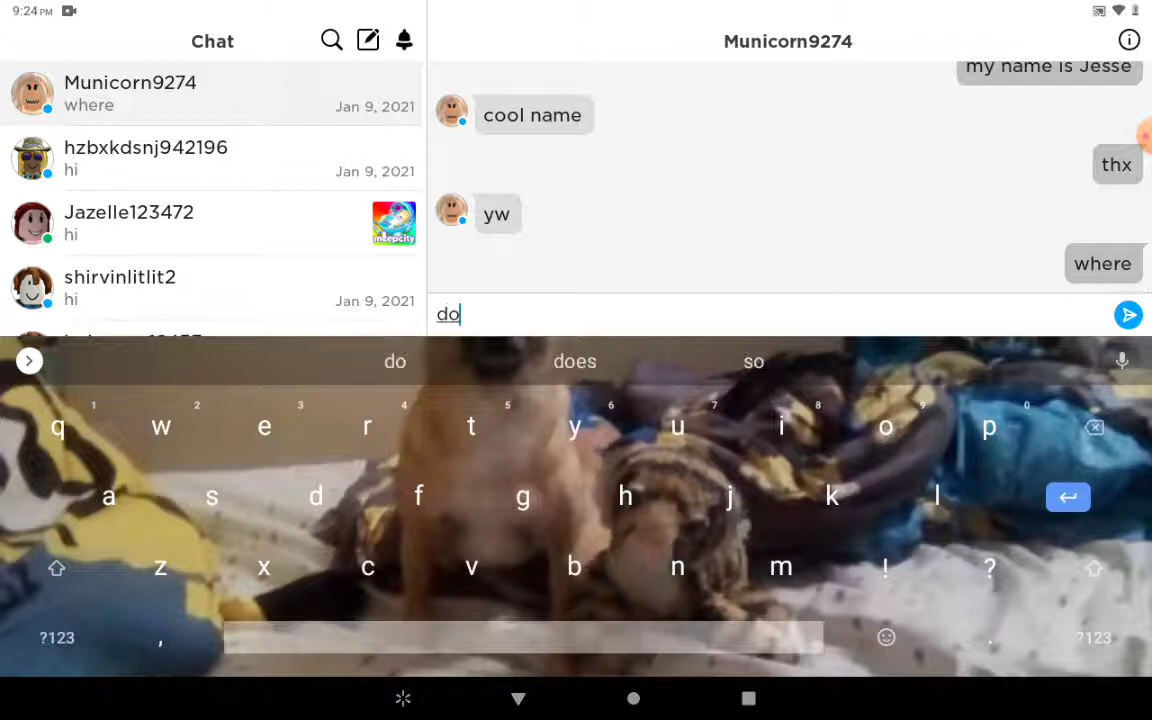 9:24 PM
Chat
Municorn9274
Municorn9274
where
Jan 9, 2021
hzbxkdsnj942196
hi
Jan 9, 2021
Jazelle123472
hi
meepcity
shirvinlitlit2
hi
Jan 9, 2021
my name is Jesse
cool name
thx
yw
where
do
do does so
1 2 3 4 5 6 7 8 9 0
q w e r t y u i o p
a s d f g h j k l
z x c v b n m ! ?
?123 , . ?123